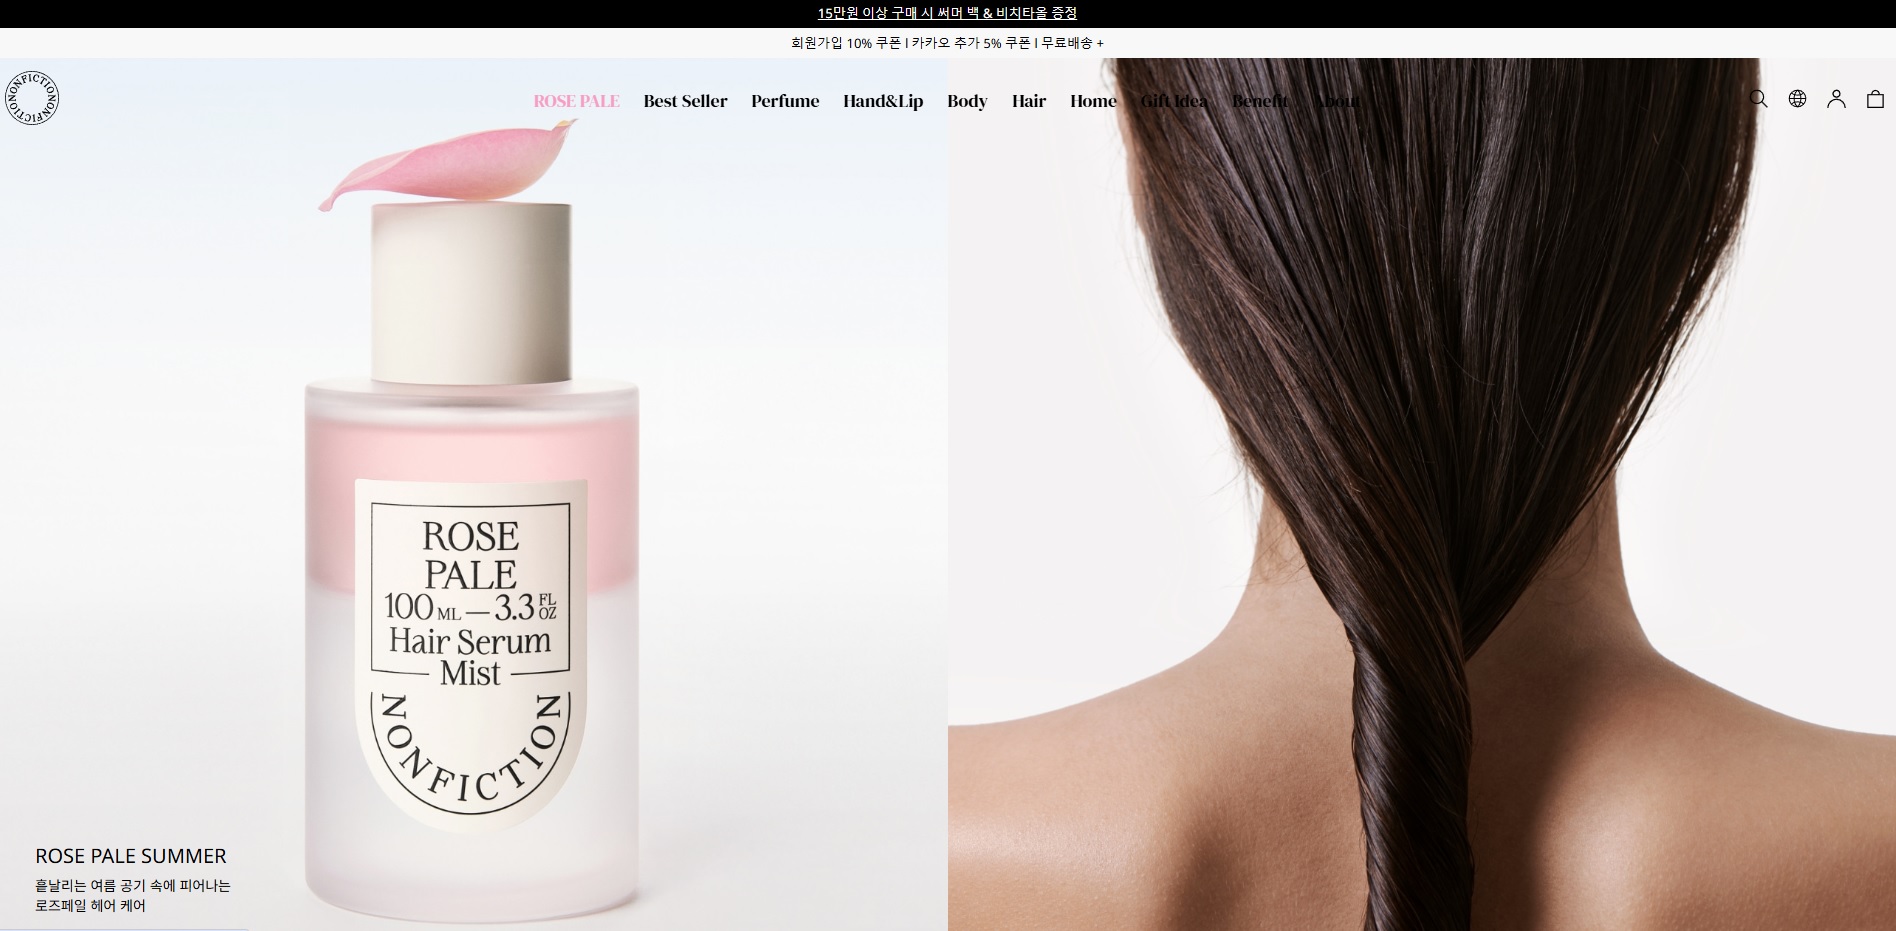 15만원 이상 구매 시 써머 백 & 비치타올 증정
회원가입 10% 쿠폰 l 카카오 추가 5% 쿠폰 l 무료배송 +
NONFICTIONNONFICTION
ROSE PALE Best Seller Perfume Hand&Lip Body Hair Home Gift Idea Benefit About
ROSE
PALE
100 ML — 3.3 FL OZ
Hair Serum
Mist
NONFICTION
ROSE PALE SUMMER
흩날리는 여름 공기 속에 피어나는
로즈페일 헤어 케어